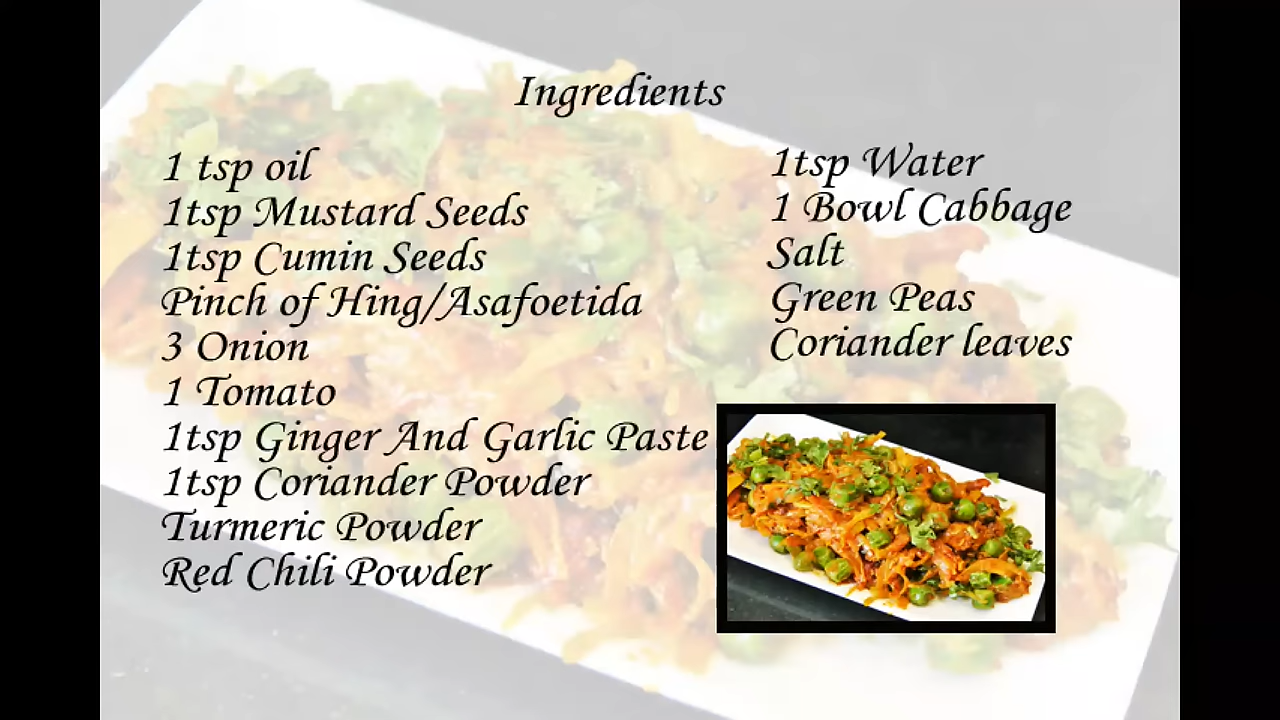 Ingredients
1 tsp oil
1tsp Mustard Seeds
1tsp Cumin Seeds
Pinch of Hing/Asafoetida
3 Onion
1 Tomato
1tsp Ginger And Garlic Paste
1tsp Coriander Powder
Turmeric Powder
Red Chili Powder
1tsp Water
1 Bowl Cabbage
Salt
Green Peas
Coriander leaves